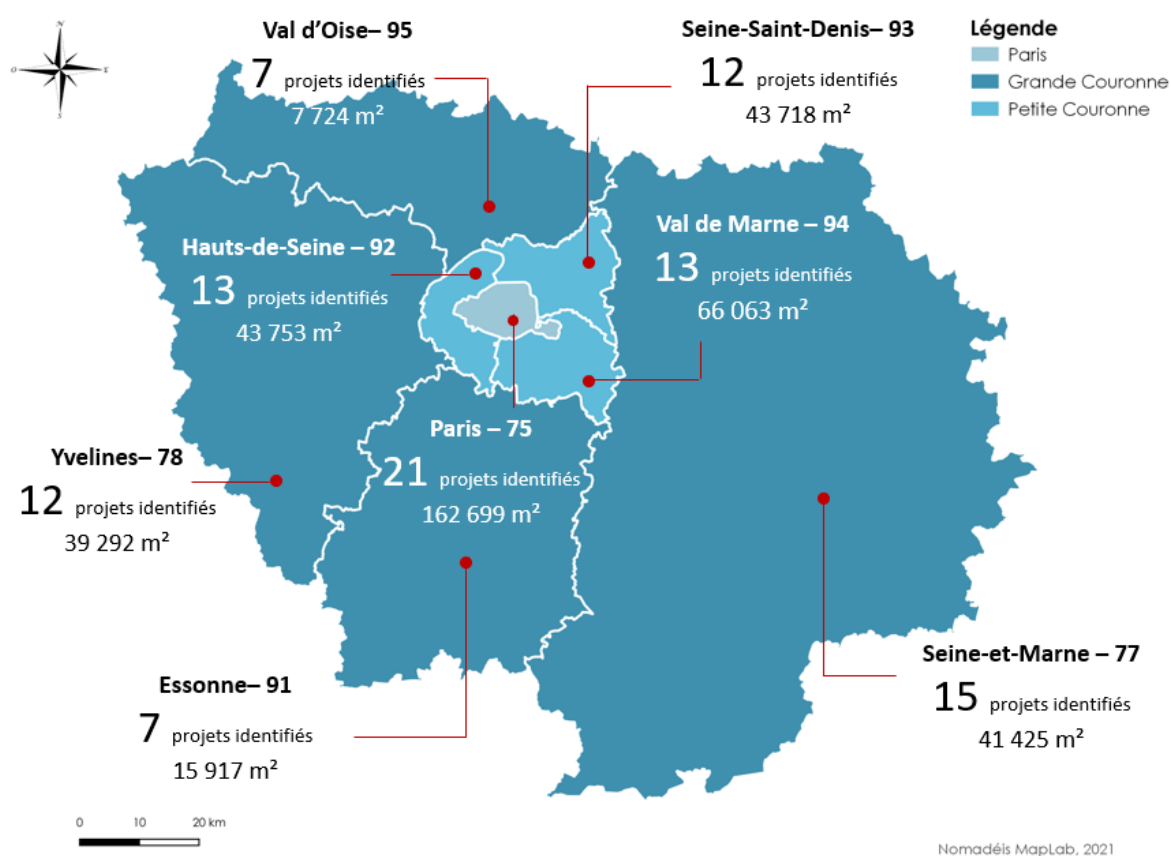 Val d’Oise– 95
7 projets identifiés
7 724 m²
Seine-Saint-Denis– 93
12 projets identifiés
43 718 m²
Légende
Paris
Grande Couronne
Petite Couronne
N
O
E
S
Hauts-de-Seine – 92
13 projets identifiés
43 753 m²
Val de Marne – 94
13 projets identifiés
66 063 m²
Paris – 75
21 projets identifiés
162 699 m²
Yvelines– 78
12 projets identifiés
39 292 m²
Essonne– 91
7 projets identifiés
15 917 m²
Seine-et-Marne – 77
15 projets identifiés
41 425 m²
0 10 20 km
Nomadéis MapLab, 2021